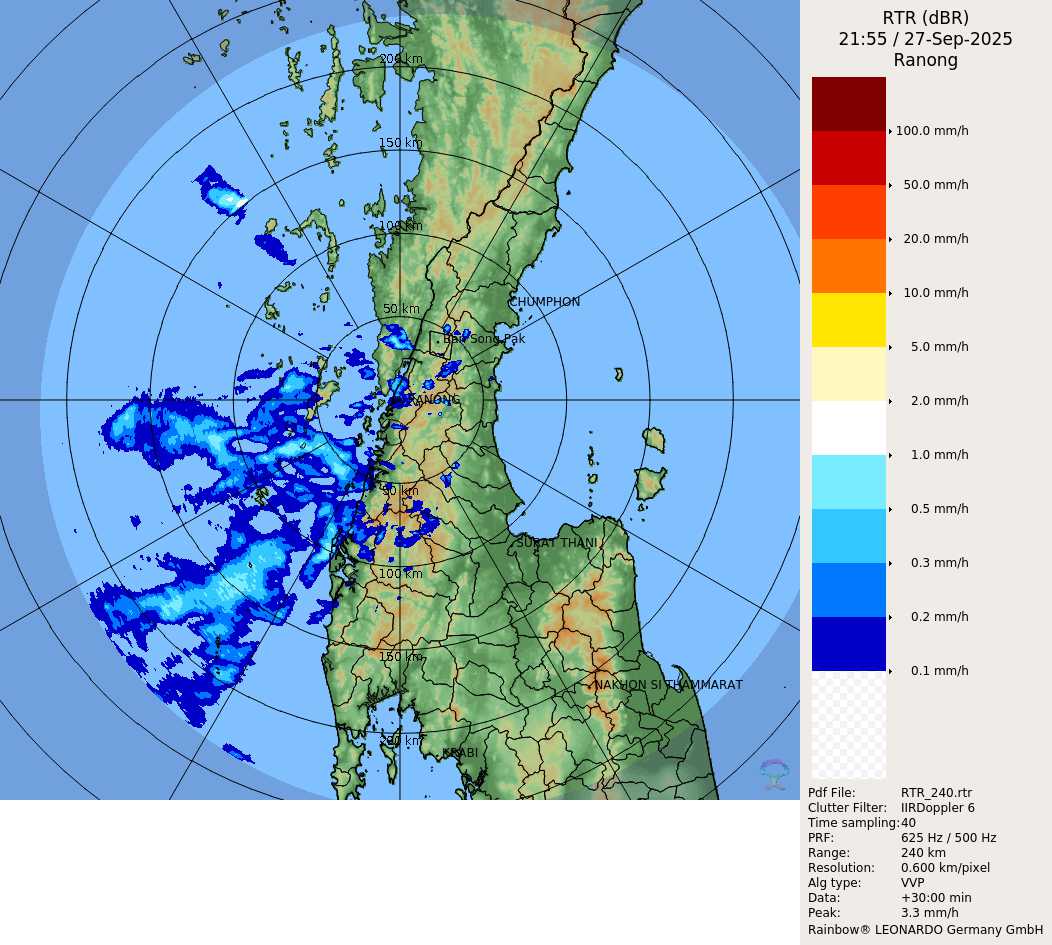 RTR (dBR)
21:55 / 27-Sep-2025
Ranong
100.0 mm/h
50.0 mm/h
20.0 mm/h
10.0 mm/h
5.0 mm/h
2.0 mm/h
1.0 mm/h
0.5 mm/h
0.3 mm/h
0.2 mm/h
0.1 mm/h
Pdf File: RTR_240.rtr
Clutter Filter: IIRDoppler 6
Time sampling: 40
PRF: 625 Hz / 500 Hz
Range: 240 km
Resolution: 0.600 km/pixel
Alg type: VVP
Data: +30:00 min
Peak: 3.3 mm/h
Rainbow® LEONARDO Germany GmbH
200 km
150 km
100 km
50 km
CHUMPHON
Ban Song Pak
RANONG
50 km
SURAT THANI
100 km
150 km
NAKHON SI THAMMARAT
200 km
KRABI